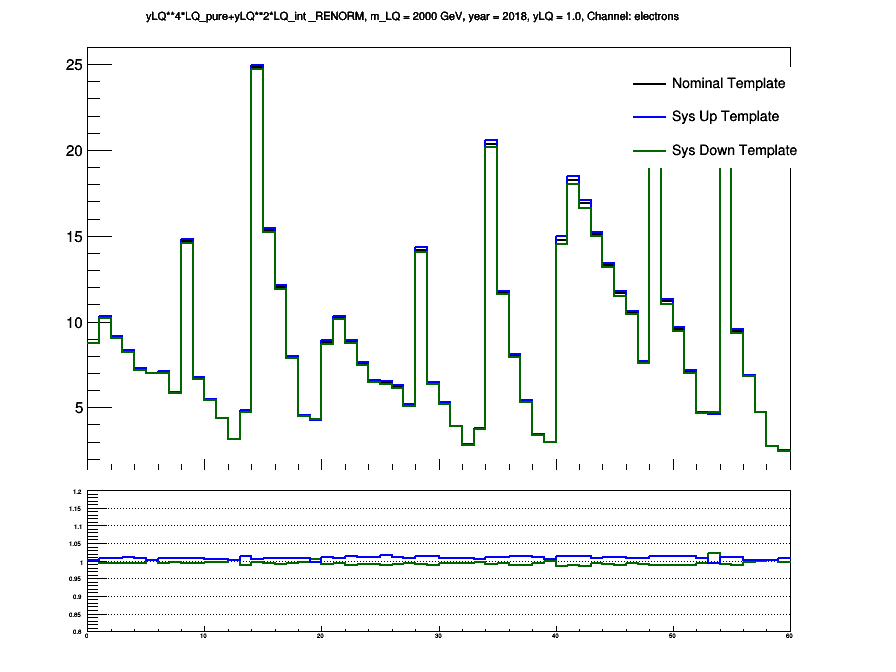 yLQ**4*LQ_pure+yLQ**2*LQ_int _RENORM, m_LQ = 2000 GeV, year = 2018, yLQ = 1.0, Channel: electrons
25
Nominal Template
Sys Up Template
20
Sys Down Template
15
10
5
1.2
1.15
1.1
1.05
1
0.95
0.9
0.85
0.8
0 10 20 30 40 50 60